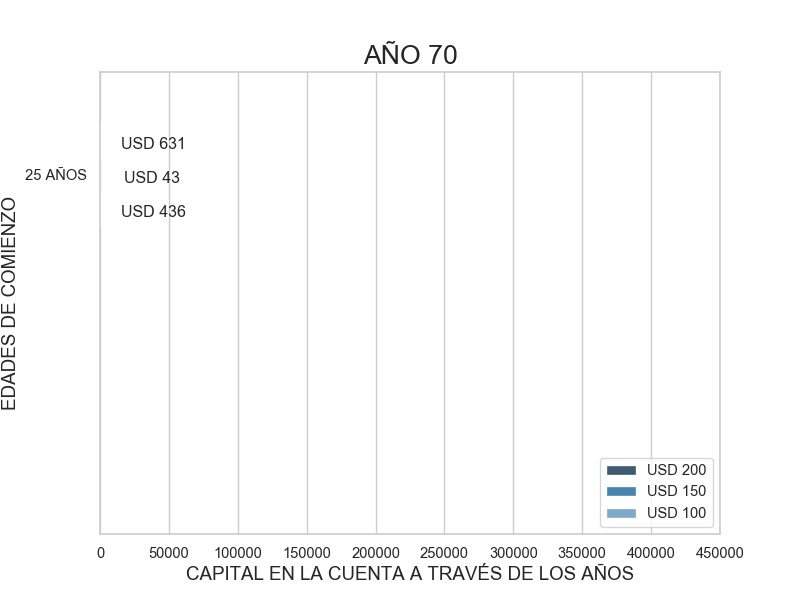 AÑO 70
USD 631
25 AÑOS
USD 43
USD 436
EDADES DE COMIENZO
USD 200
USD 150
USD 100
0 50000 100000 150000 200000 250000 300000 350000 400000 450000
CAPITAL EN LA CUENTA A TRAVÉS DE LOS AÑOS